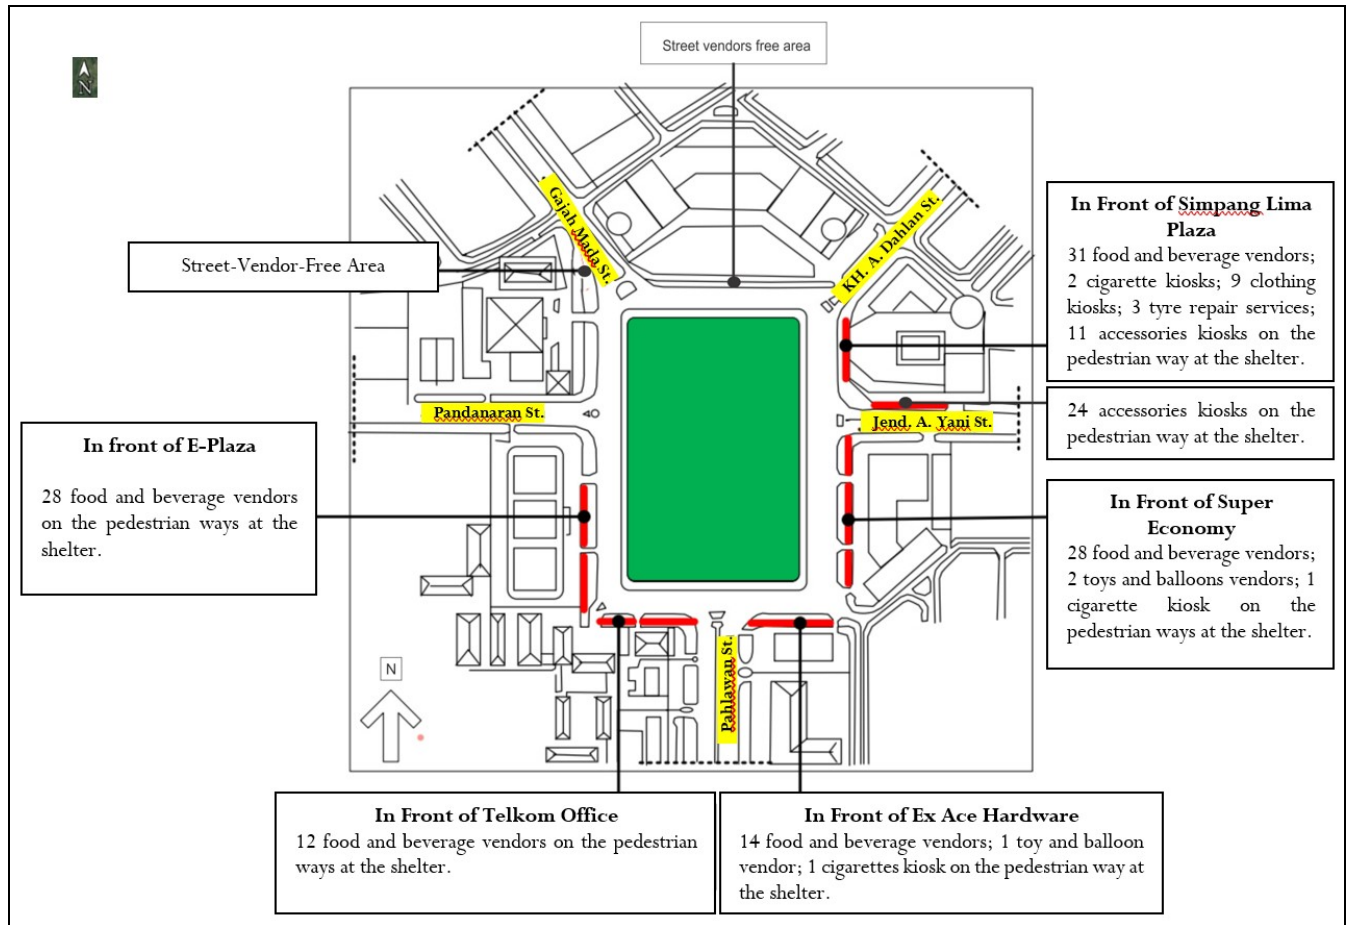 Street vendors free area
N
Gajah Mada St.
KH. A. Dahlan St.
In Front of Simpang Lima
Plaza
31 food and beverage vendors;
2 cigarette kiosks; 9 clothing
kiosks; 3 tyre repair services;
11 accessories kiosks on the
pedestrian way at the shelter.
Street-Vendor-Free Area
24 accessories kiosks on the
pedestrian way at the shelter.
Pandanaran St.
Jend. A. Yani St.
In front of E-Plaza
28 food and beverage vendors
on the pedestrian ways at the
shelter.
In Front of Super
Economy
28 food and beverage vendors;
2 toys and balloons vendors; 1
cigarette kiosk on the
pedestrian ways at the shelter.
Pahlawan St.
N
In Front of Telkom Office
12 food and beverage vendors on the pedestrian
ways at the shelter.
In Front of Ex Ace Hardware
14 food and beverage vendors; 1 toy and balloon
vendor; 1 cigarettes kiosk on the pedestrian way at
the shelter.